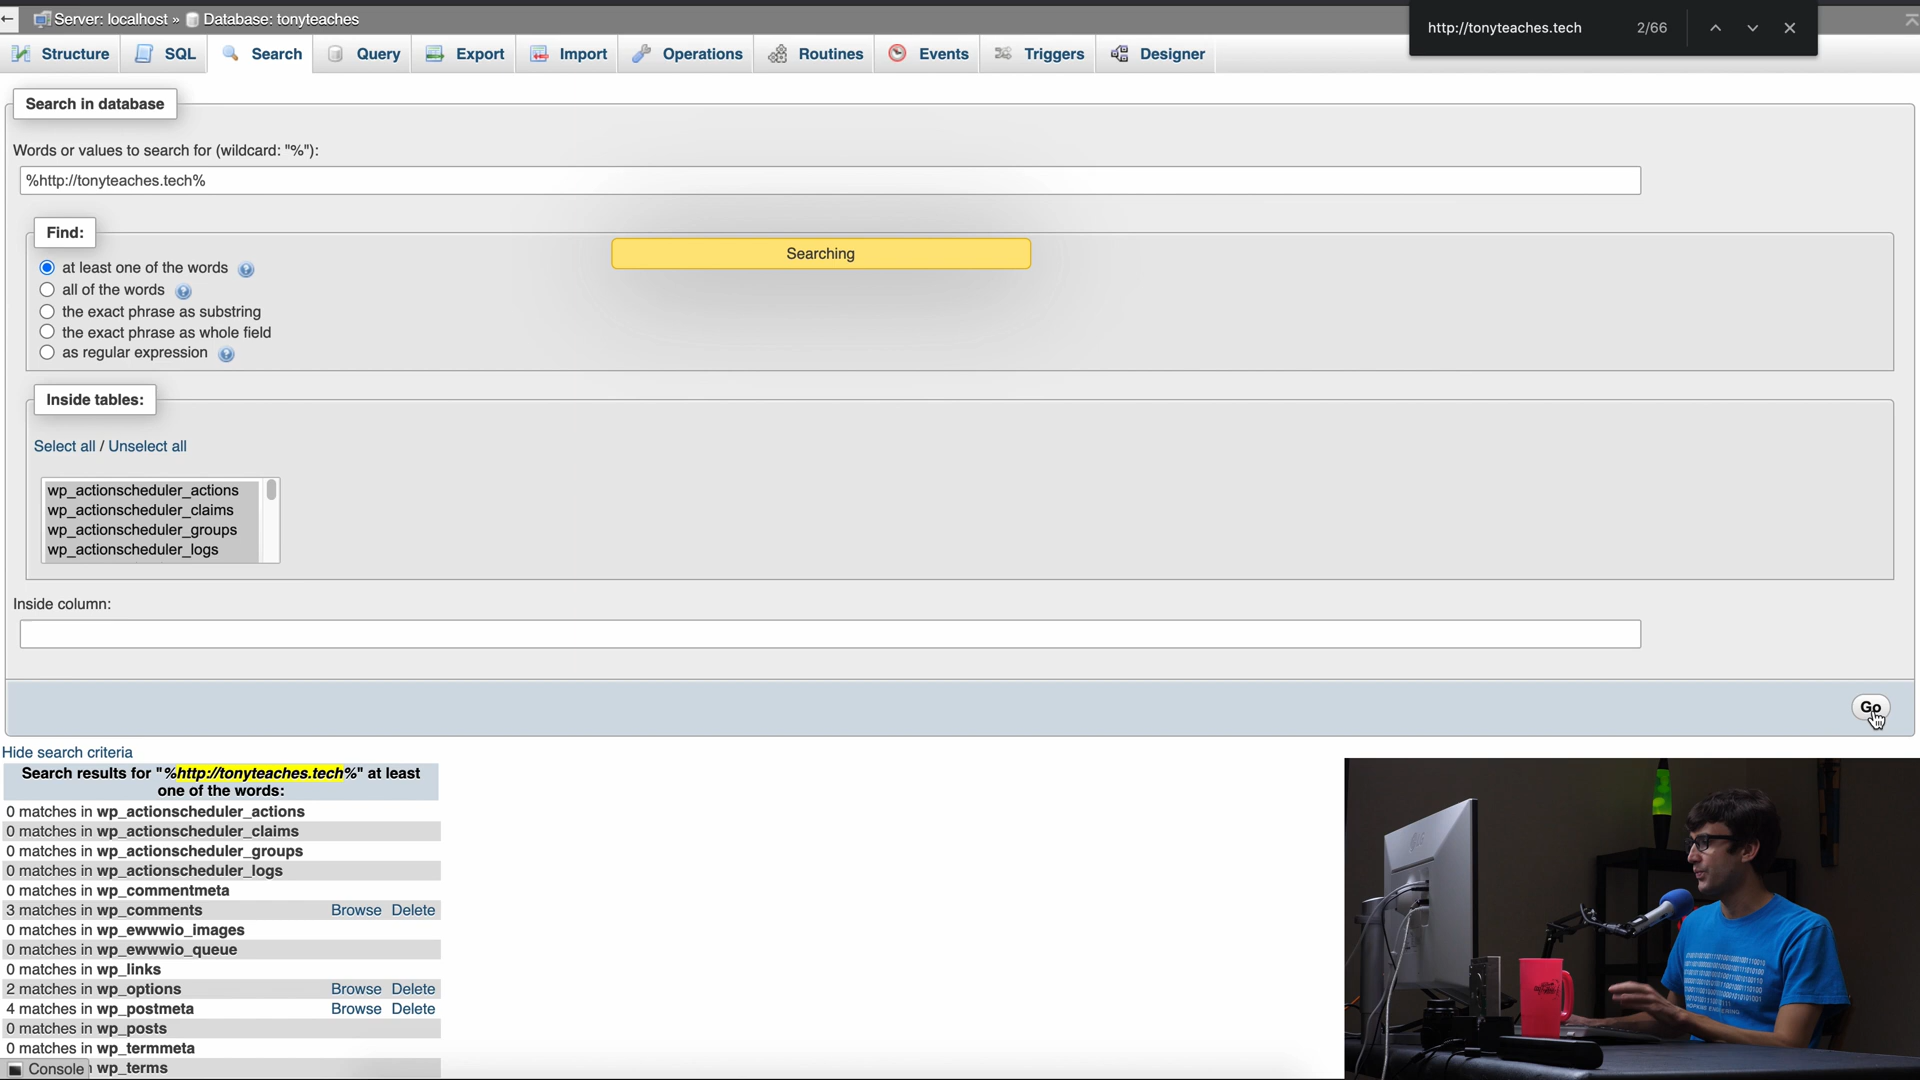 Server: localhost » Database: tonyteaches
http://tonyteaches.tech 2/66
Structure SQL Search Query Export Import Operations Routines Events Triggers Designer
Search in database
Words or values to search for (wildcard: "%"):
%http://tonyteaches.tech%
Find:
Searching
at least one of the words
all of the words
the exact phrase as substring
the exact phrase as whole field
as regular expression
Inside tables:
Select all / Unselect all
wp_actionscheduler_actions
wp_actionscheduler_claims
wp_actionscheduler_groups
wp_actionscheduler_logs
Inside column:
Go
Hide search criteria
Search results for "%http://tonyteaches.tech%" at least
one of the words:
0 matches in wp_actionscheduler_actions
0 matches in wp_actionscheduler_claims
0 matches in wp_actionscheduler_groups
0 matches in wp_actionscheduler_logs
0 matches in wp_commentmeta
3 matches in wp_comments Browse Delete
0 matches in wp_ewwwio_images
0 matches in wp_ewwwio_queue
0 matches in wp_links
2 matches in wp_options Browse Delete
4 matches in wp_postmeta Browse Delete
0 matches in wp_posts
0 matches in wp_termmeta
Console wp_terms